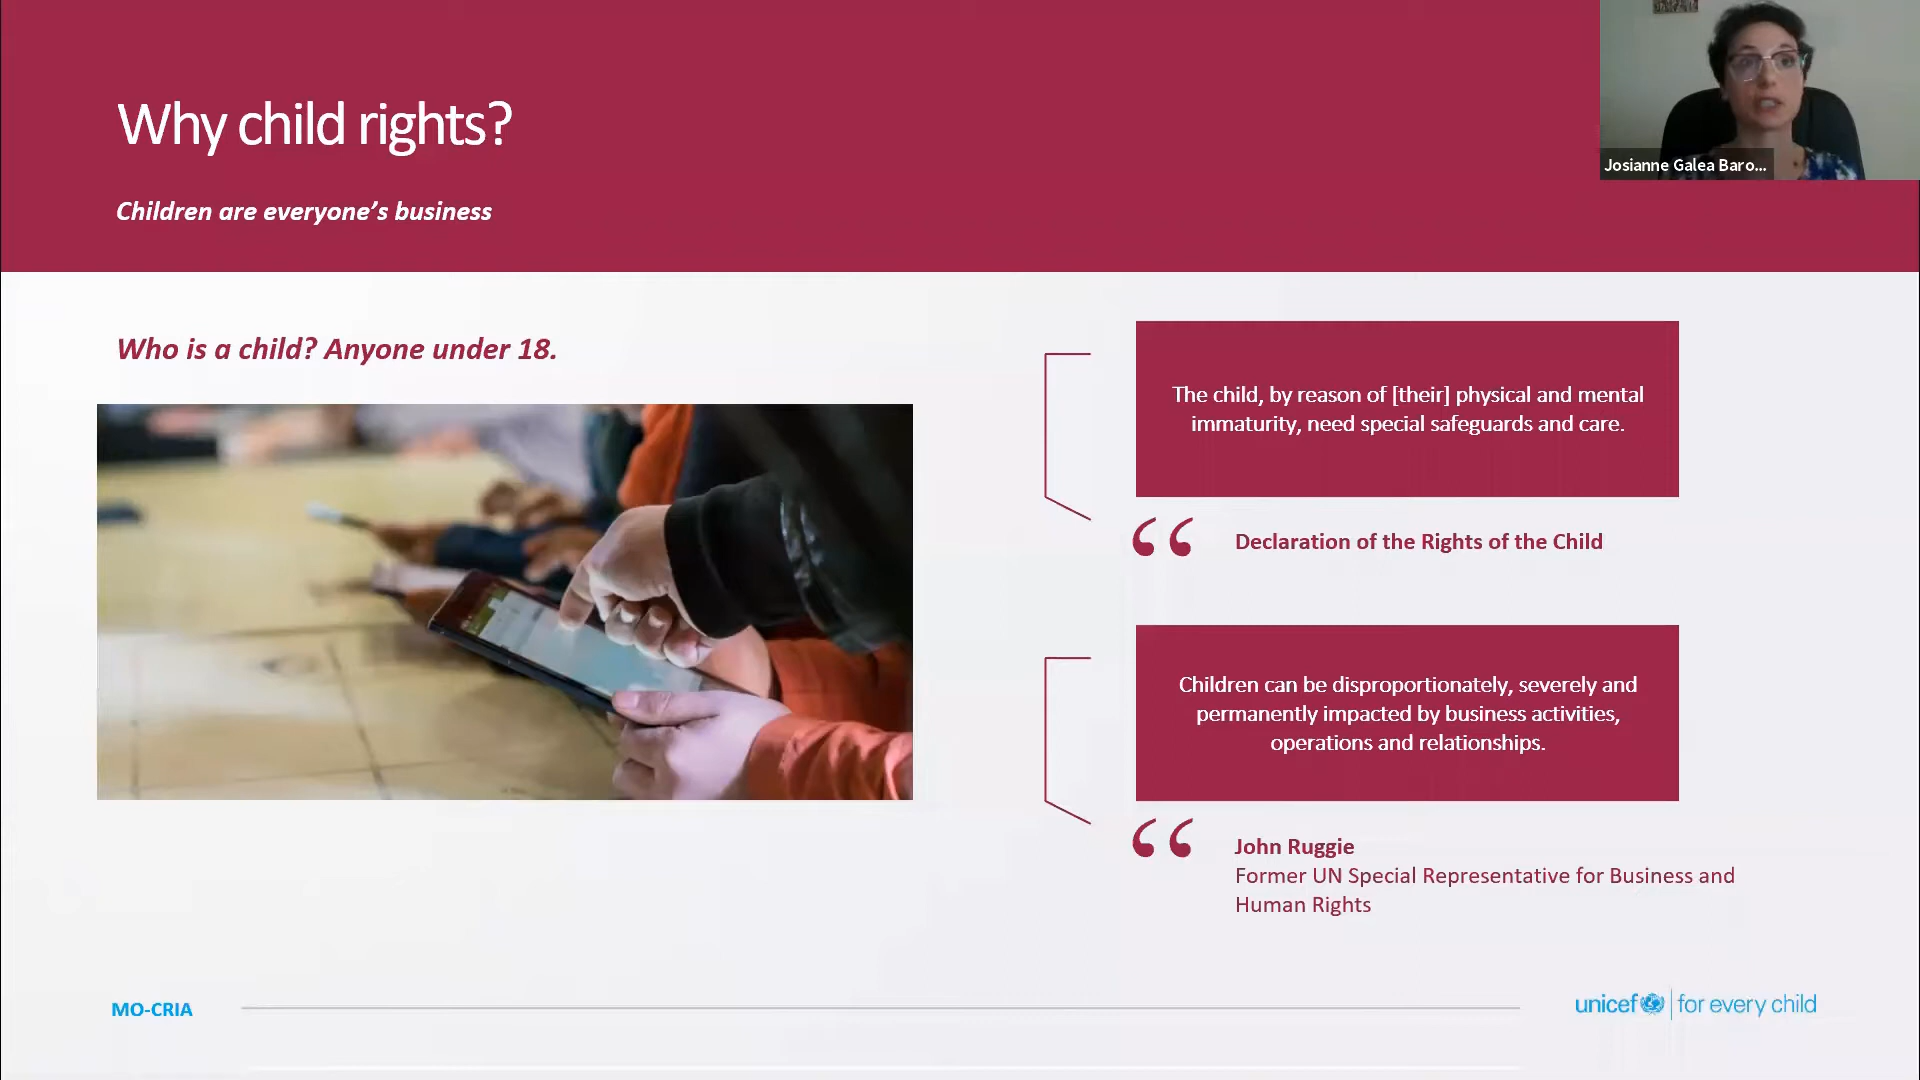 Why child rights?
Children are everyone's business
Josianne Galea Baro...
Who is a child? Anyone under 18.
The child, by reason of [their] physical and mental
immaturity, need special safeguards and care.
Declaration of the Rights of the Child
Children can be disproportionately, severely and
permanently impacted by business activities,
operations and relationships.
John Ruggie
Former UN Special Representative for Business and
Human Rights
MO-CRIA
unicef for every child